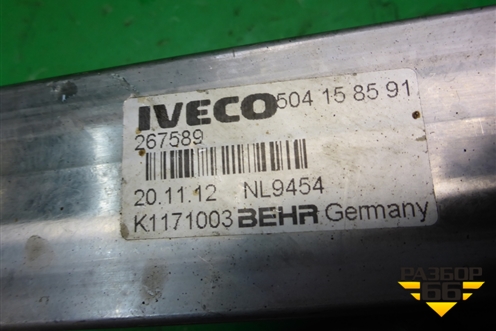 IVECO 504 15 85 91
267589
20.11.12 NL9454
K1171003 BEHR Germany
РАЗБОР
66